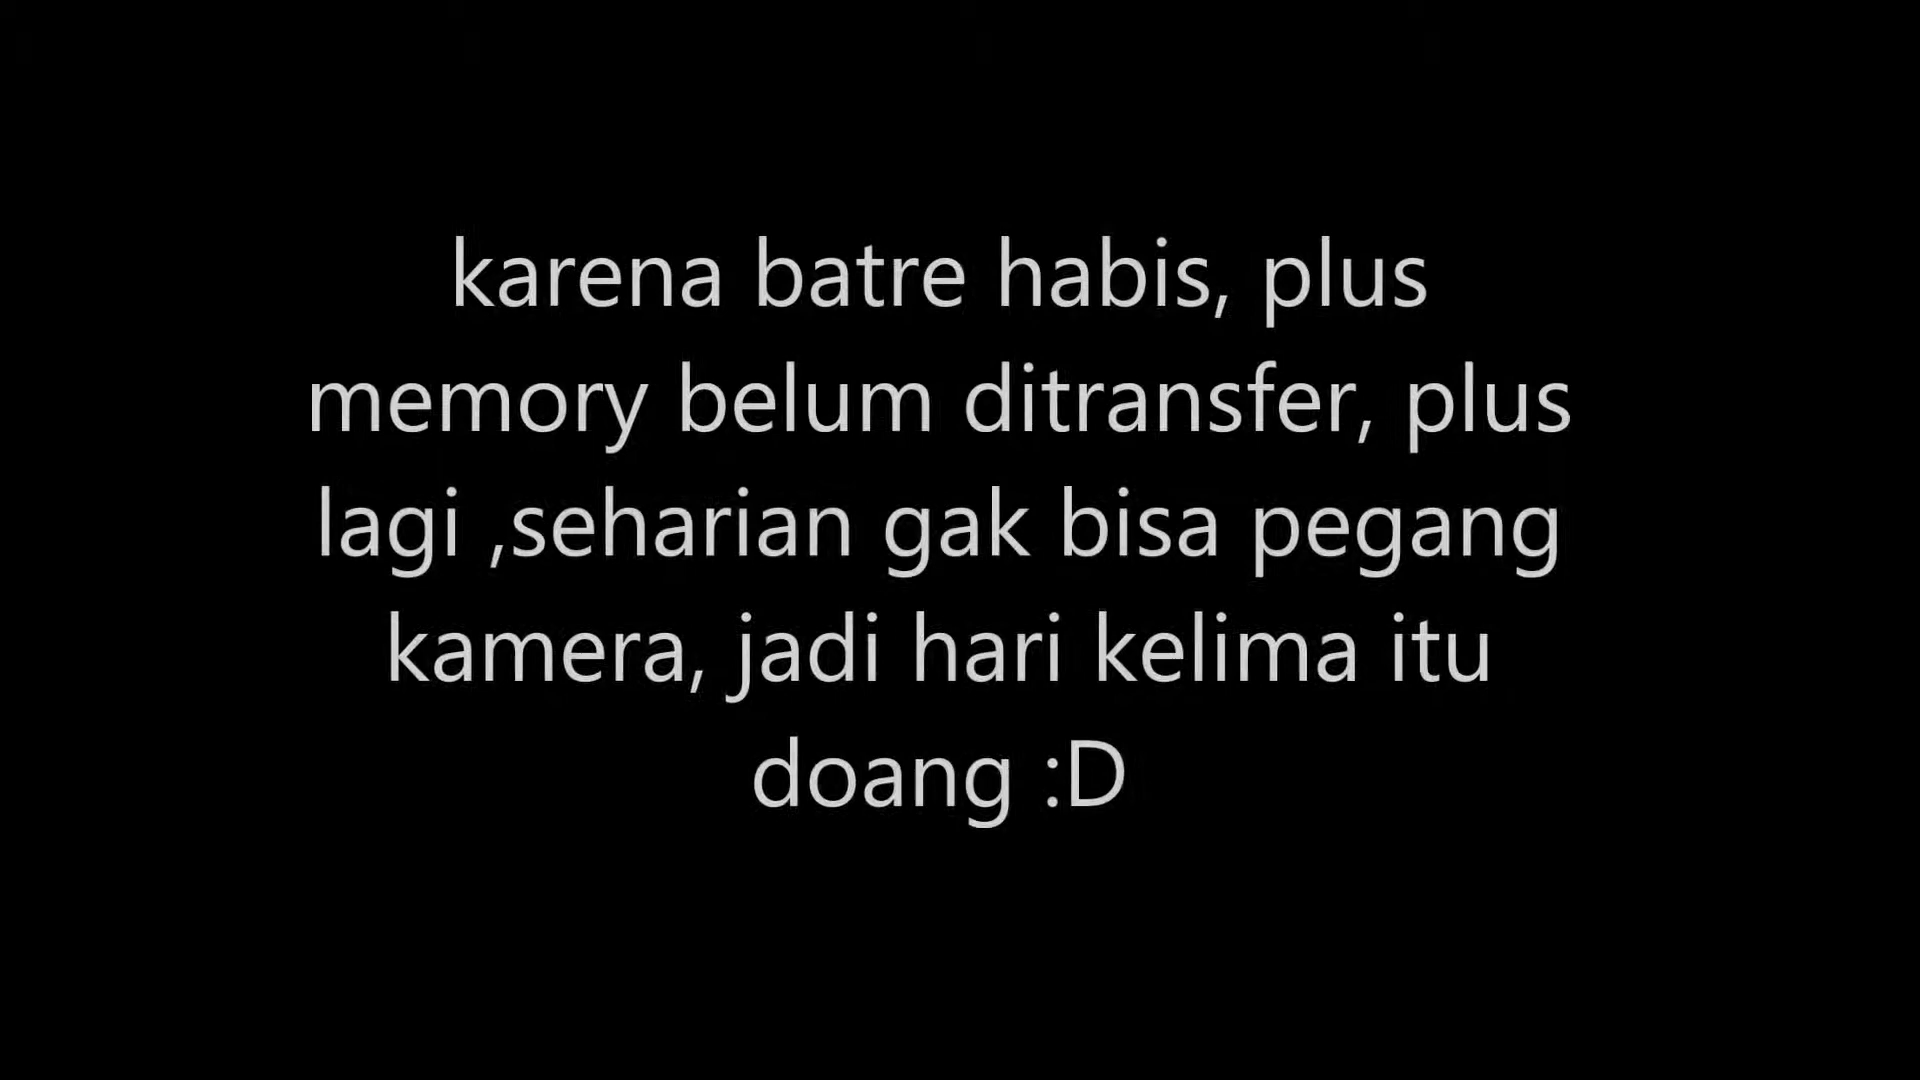 karena batre habis, plus
memory belum ditransfer, plus
lagi ,seharian gak bisa pegang
kamera, jadi hari kelima itu
doang :D